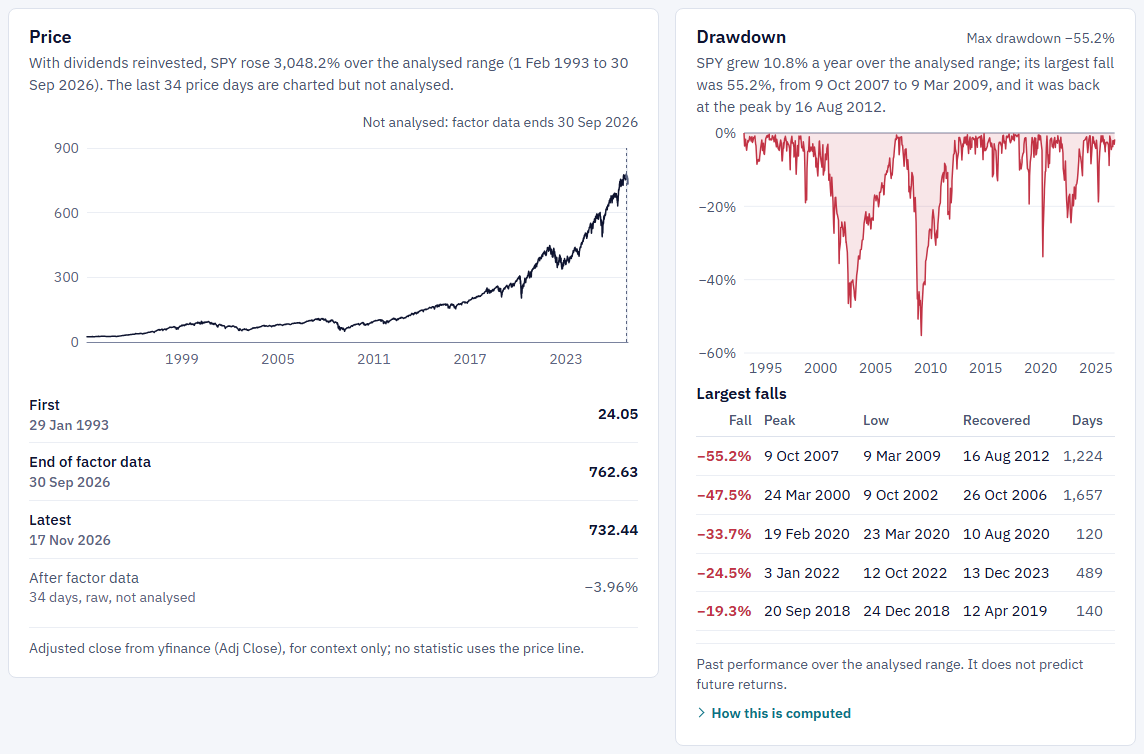 Price
With dividends reinvested, SPY rose 3,048.2% over the analysed range (1 Feb 1993 to 30
Sep 2026). The last 34 price days are charted but not analysed.
Not analysed: factor data ends 30 Sep 2026
900
600
300
0
1999 2005 2011 2017 2023
First
29 Jan 1993
24.05
End of factor data
30 Sep 2026
762.63
Latest
17 Nov 2026
732.44
After factor data
34 days, raw, not analysed
−3.96%
Adjusted close from yfinance (Adj Close), for context only; no statistic uses the price line.
Drawdown
Max drawdown −55.2%
SPY grew 10.8% a year over the analysed range; its largest fall
was 55.2%, from 9 Oct 2007 to 9 Mar 2009, and it was back
at the peak by 16 Aug 2012.
0%
−20%
−40%
−60%
1995 2000 2005 2010 2015 2020 2025
Largest falls
Fall Peak Low Recovered Days
−55.2% 9 Oct 2007 9 Mar 2009 16 Aug 2012 1,224
−47.5% 24 Mar 2000 9 Oct 2002 26 Oct 2006 1,657
−33.7% 19 Feb 2020 23 Mar 2020 10 Aug 2020 120
−24.5% 3 Jan 2022 12 Oct 2022 13 Dec 2023 489
−19.3% 20 Sep 2018 24 Dec 2018 12 Apr 2019 140
Past performance over the analysed range. It does not predict
future returns.
How this is computed